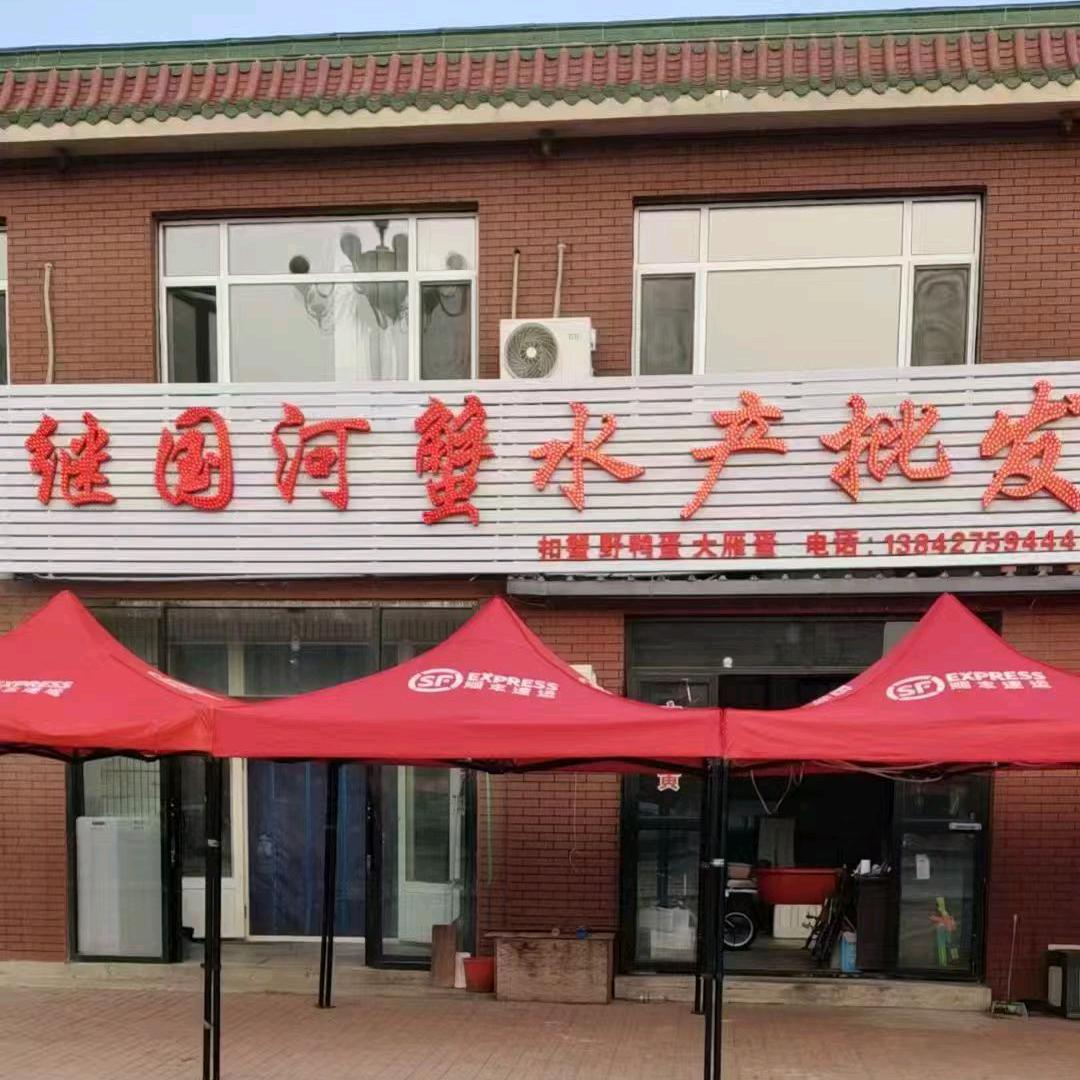 继国河蟹水产批发
扣蟹 野鸭蛋 大雁蛋 电话:13842759444
SF EXPRESS
顺丰速运
SF EXPRESS
顺丰速运
EXPRESS